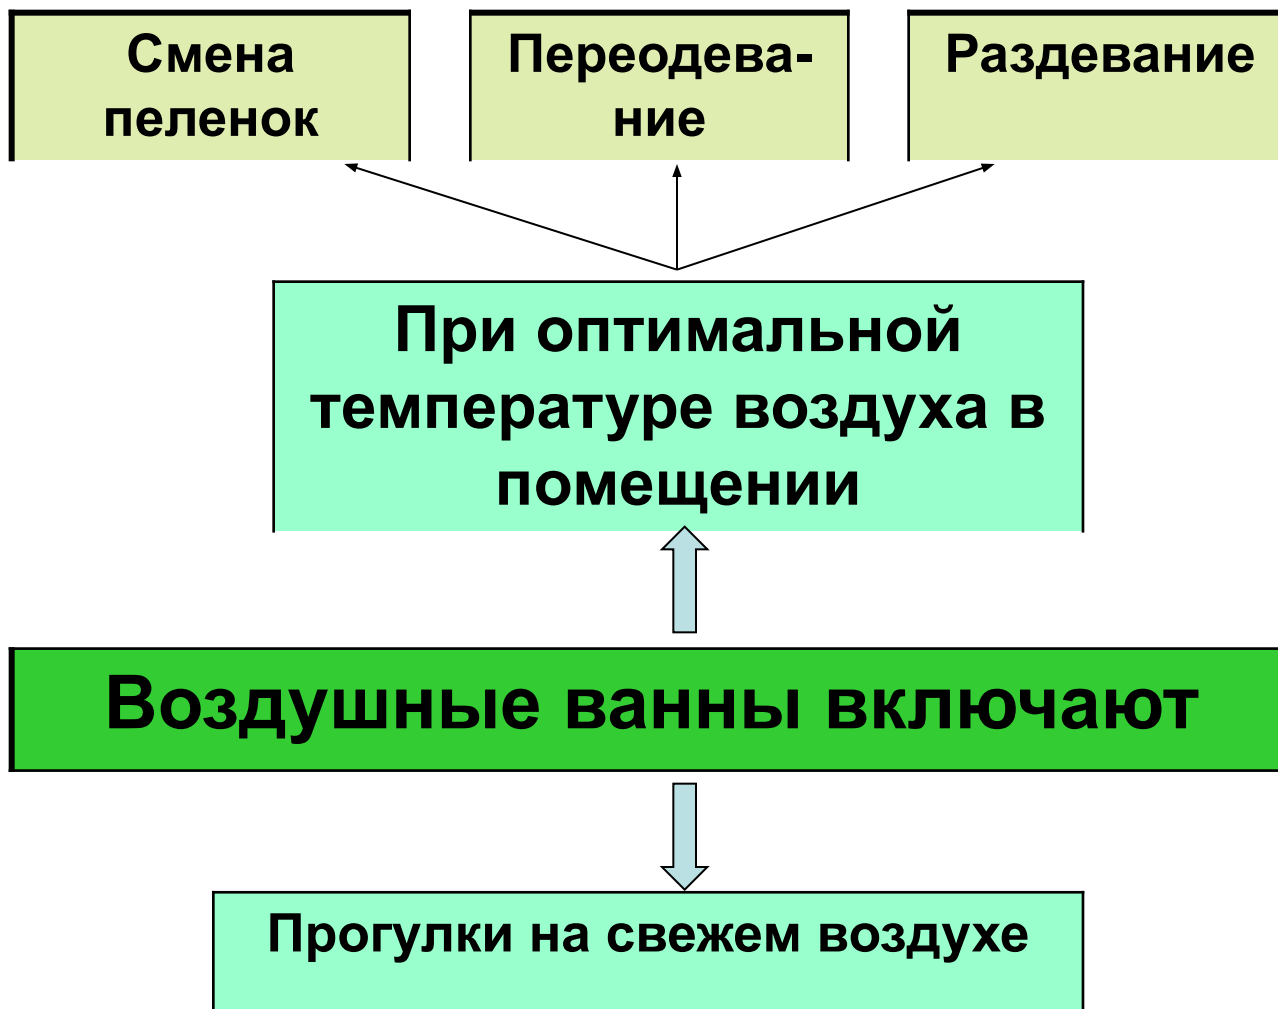 Смена
пеленок
Переодева-
ние
Раздевание
При оптимальной
температуре воздуха в
помещении
Воздушные ванны включают
Прогулки на свежем воздухе